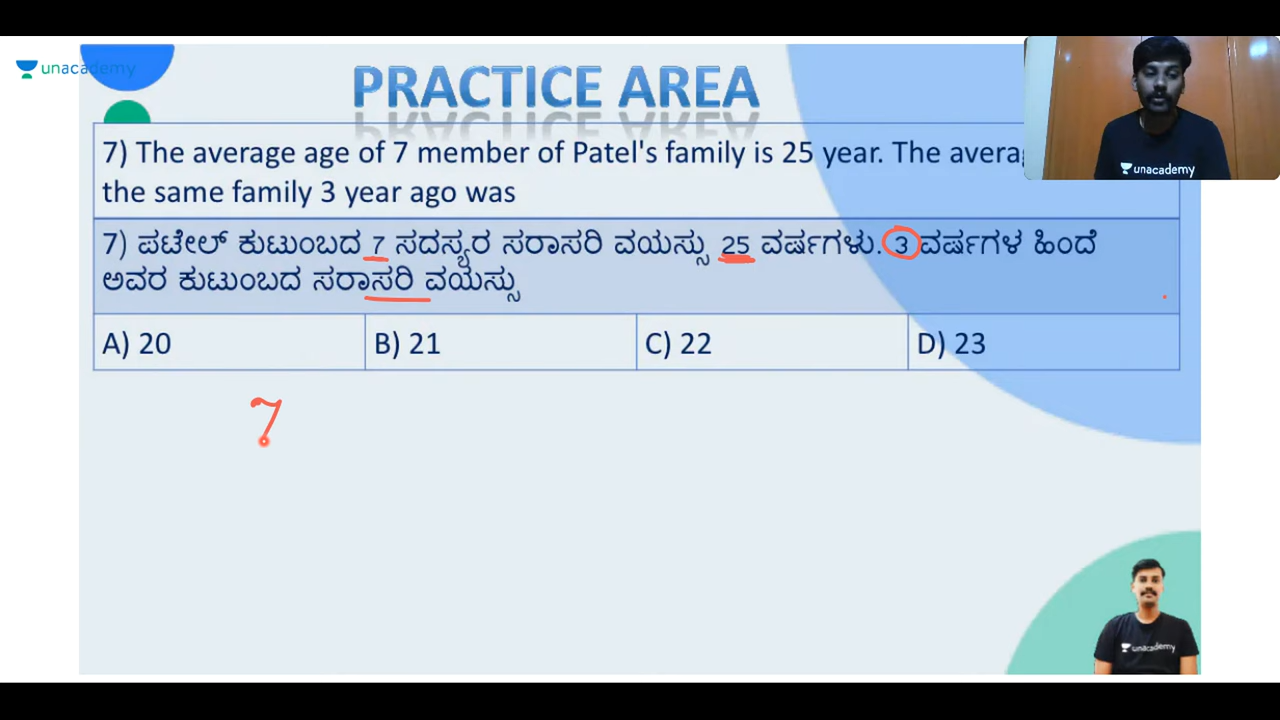 unacademy
PRACTICE AREA
7) The average age of 7 member of Patel's family is 25 year. The
the same family 3 year ago was
7) ಪಟೇಲ್ ಕುಟುಂಬದ 7 ಸದಸ್ಯರ ಸರಾಸರಿ ವಯಸ್ಸು 25 ವರ್ಷಗಳು. 3 ವರ್ಷಗಳ ಹಿಂದೆ
ಅವರ ಕುಟುಂಬದ ಸರಾಸರಿ ವಯಸ್ಸು
A) 20 B) 21 C) 22 D) 23
7
unacademy
unacademy